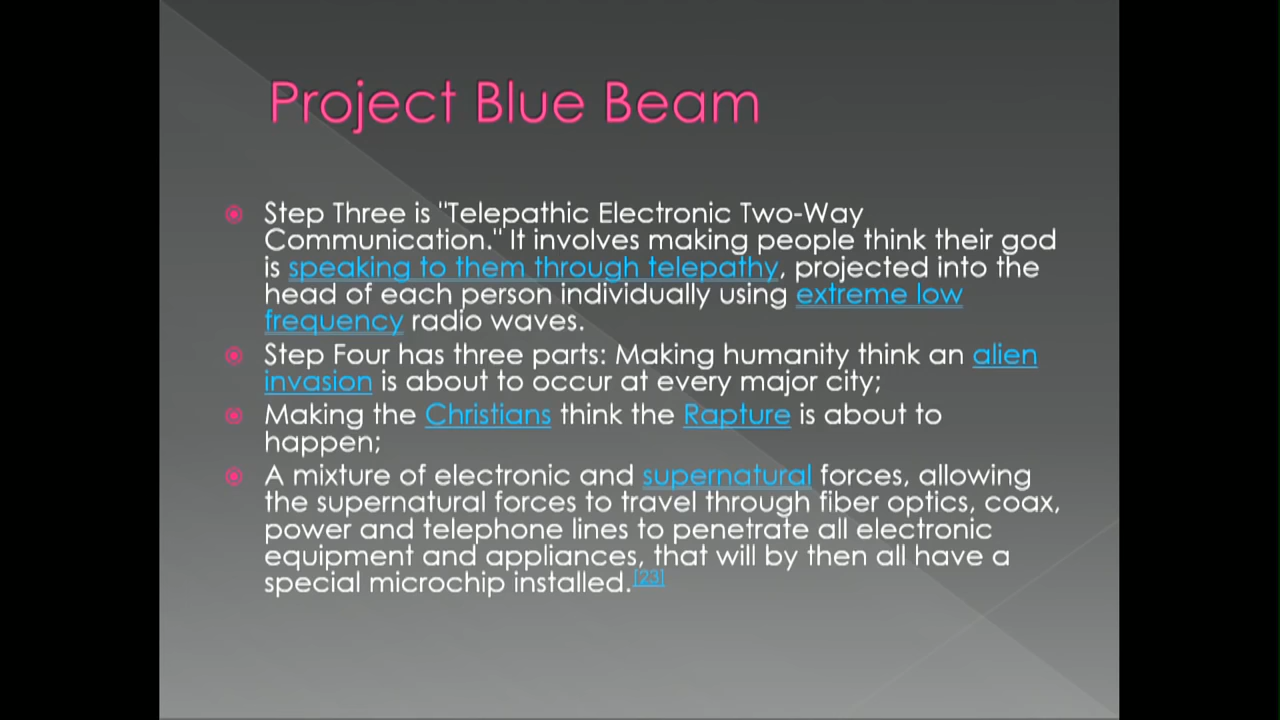 Project Blue Beam
Step Three is "Telepathic Electronic Two-Way
Communication." It involves making people think their god
is speaking to them through telepathy, projected into the
head of each person individually using extreme low
frequency radio waves.
Step Four has three parts: Making humanity think an alien
invasion is about to occur at every major city;
Making the Christians think the Rapture is about to
happen;
A mixture of electronic and supernatural forces, allowing
the supernatural forces to travel through fiber optics, coax,
power and telephone lines to penetrate all electronic
equipment and appliances, that will by then all have a
special microchip installed.[23]